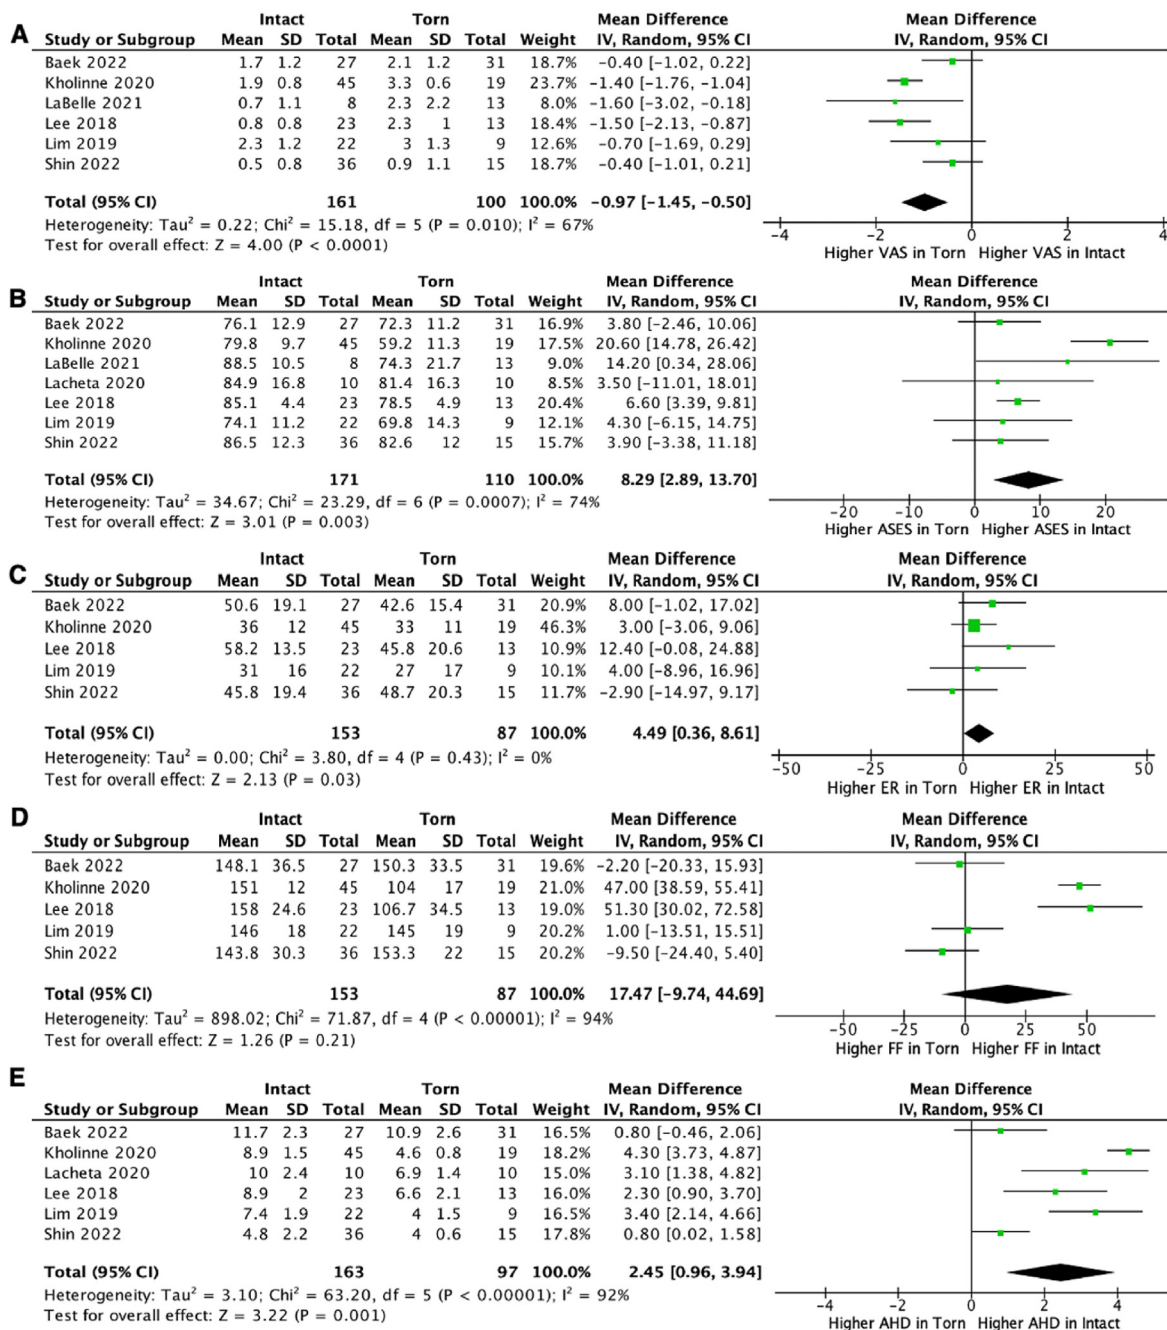 A
Intact Torn Mean Difference Mean Difference
Study or Subgroup Mean SD Total Mean SD Total Weight IV, Random, 95% CI IV, Random, 95% CI
Baek 2022 1.7 1.2 27 2.1 1.2 31 18.7% −0.40 [−1.02, 0.22]
Kholinne 2020 1.9 0.8 45 3.3 0.6 19 23.7% −1.40 [−1.76, −1.04]
LaBelle 2021 0.7 1.1 8 2.3 2.2 13 8.0% −1.60 [−3.02, −0.18]
Lee 2018 0.8 0.8 23 2.3 1 13 18.4% −1.50 [−2.13, −0.87]
Lim 2019 2.3 1.2 22 3 1.3 9 12.6% −0.70 [−1.69, 0.29]
Shin 2022 0.5 0.8 36 0.9 1.1 15 18.7% −0.40 [−1.01, 0.21]
Total (95% CI) 161 100 100.0% −0.97 [−1.45, −0.50]
Heterogeneity: Tau² = 0.22; Chi² = 15.18, df = 5 (P = 0.010); I² = 67%
Test for overall effect: Z = 4.00 (P < 0.0001)
−4 −2 0 2 4
Higher VAS in Torn Higher VAS in Intact
B
Intact Torn Mean Difference Mean Difference
Study or Subgroup Mean SD Total Mean SD Total Weight IV, Random, 95% CI IV, Random, 95% CI
Baek 2022 76.1 12.9 27 72.3 11.2 31 16.9% 3.80 [−2.46, 10.06]
Kholinne 2020 79.8 9.7 45 59.2 11.3 19 17.5% 20.60 [14.78, 26.42]
LaBelle 2021 88.5 10.5 8 74.3 21.7 13 9.0% 14.20 [0.34, 28.06]
Lacheta 2020 84.9 16.8 10 81.4 16.3 10 8.5% 3.50 [−11.01, 18.01]
Lee 2018 85.1 4.4 23 78.5 4.9 13 20.4% 6.60 [3.39, 9.81]
Lim 2019 74.1 11.2 22 69.8 14.3 9 12.1% 4.30 [−6.15, 14.75]
Shin 2022 86.5 12.3 36 82.6 12 15 15.7% 3.90 [−3.38, 11.18]
Total (95% CI) 171 110 100.0% 8.29 [2.89, 13.70]
Heterogeneity: Tau² = 34.67; Chi² = 23.29, df = 6 (P = 0.0007); I² = 74%
Test for overall effect: Z = 3.01 (P = 0.003)
−20 −10 0 10 20
Higher ASES in Torn Higher ASES in Intact
C
Intact Torn Mean Difference Mean Difference
Study or Subgroup Mean SD Total Mean SD Total Weight IV, Random, 95% CI IV, Random, 95% CI
Baek 2022 50.6 19.1 27 42.6 15.4 31 20.9% 8.00 [−1.02, 17.02]
Kholinne 2020 36 12 45 33 11 19 46.3% 3.00 [−3.06, 9.06]
Lee 2018 58.2 13.5 23 45.8 20.6 13 10.9% 12.40 [−0.08, 24.88]
Lim 2019 31 16 22 27 17 9 10.1% 4.00 [−8.96, 16.96]
Shin 2022 45.8 19.4 36 48.7 20.3 15 11.7% −2.90 [−14.97, 9.17]
Total (95% CI) 153 87 100.0% 4.49 [0.36, 8.61]
Heterogeneity: Tau² = 0.00; Chi² = 3.80, df = 4 (P = 0.43); I² = 0%
Test for overall effect: Z = 2.13 (P = 0.03)
−50 −25 0 25 50
Higher ER in Torn Higher ER in Intact
D
Intact Torn Mean Difference Mean Difference
Study or Subgroup Mean SD Total Mean SD Total Weight IV, Random, 95% CI IV, Random, 95% CI
Baek 2022 148.1 36.5 27 150.3 33.5 31 19.6% −2.20 [−20.33, 15.93]
Kholinne 2020 151 12 45 104 17 19 21.0% 47.00 [38.59, 55.41]
Lee 2018 158 24.6 23 106.7 34.5 13 19.0% 51.30 [30.02, 72.58]
Lim 2019 146 18 22 145 19 9 20.2% 1.00 [−13.51, 15.51]
Shin 2022 143.8 30.3 36 153.3 22 15 20.2% −9.50 [−24.40, 5.40]
Total (95% CI) 153 87 100.0% 17.47 [−9.74, 44.69]
Heterogeneity: Tau² = 898.02; Chi² = 71.87, df = 4 (P < 0.00001); I² = 94%
Test for overall effect: Z = 1.26 (P = 0.21)
−50 −25 0 25 50
Higher FF in Torn Higher FF in Intact
E
Intact Torn Mean Difference Mean Difference
Study or Subgroup Mean SD Total Mean SD Total Weight IV, Random, 95% CI IV, Random, 95% CI
Baek 2022 11.7 2.3 27 10.9 2.6 31 16.5% 0.80 [−0.46, 2.06]
Kholinne 2020 8.9 1.5 45 4.6 0.8 19 18.2% 4.30 [3.73, 4.87]
Lacheta 2020 10 2.4 10 6.9 1.4 10 15.0% 3.10 [1.38, 4.82]
Lee 2018 8.9 2 23 6.6 2.1 13 16.0% 2.30 [0.90, 3.70]
Lim 2019 7.4 1.9 22 4 1.5 9 16.5% 3.40 [2.14, 4.66]
Shin 2022 4.8 2.2 36 4 0.6 15 17.8% 0.80 [0.02, 1.58]
Total (95% CI) 163 97 100.0% 2.45 [0.96, 3.94]
Heterogeneity: Tau² = 3.10; Chi² = 63.20, df = 5 (P < 0.00001); I² = 92%
Test for overall effect: Z = 3.22 (P = 0.001)
−4 −2 0 2 4
Higher AHD in Torn Higher AHD in Intact